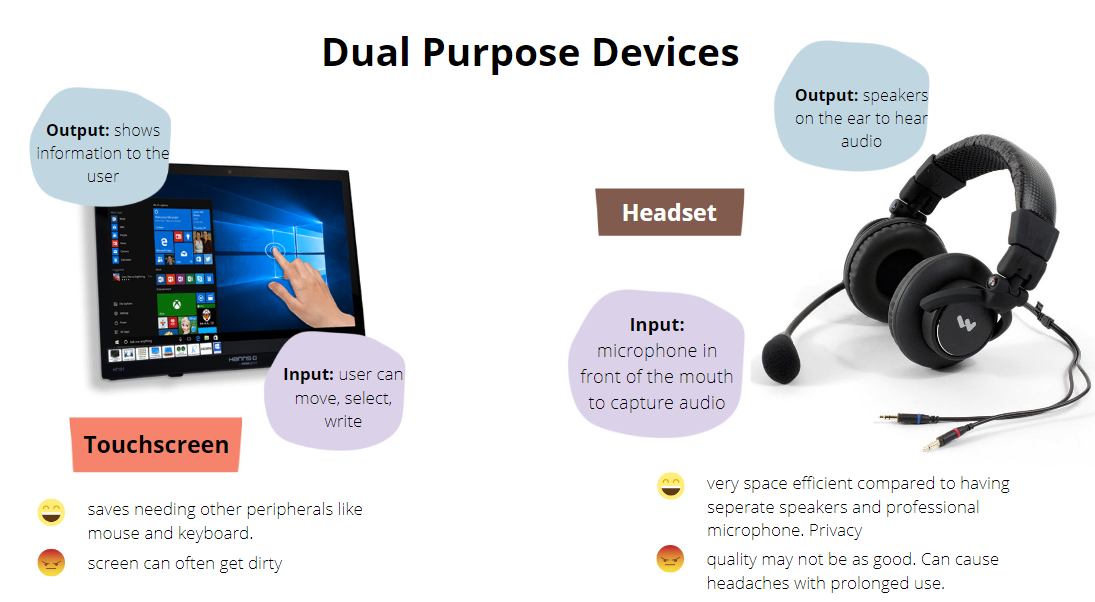 Dual Purpose Devices
Output: shows
information to the
user
HANNS G
Input: user can
move, select,
write
Touchscreen
saves needing other peripherals like
mouse and keyboard.
screen can often get dirty
Output: speakers
on the ear to hear
audio
Headset
Input:
microphone in
front of the mouth
to capture audio
very space efficient compared to having
seperate speakers and professional
microphone. Privacy
quality may not be as good. Can cause
headaches with prolonged use.